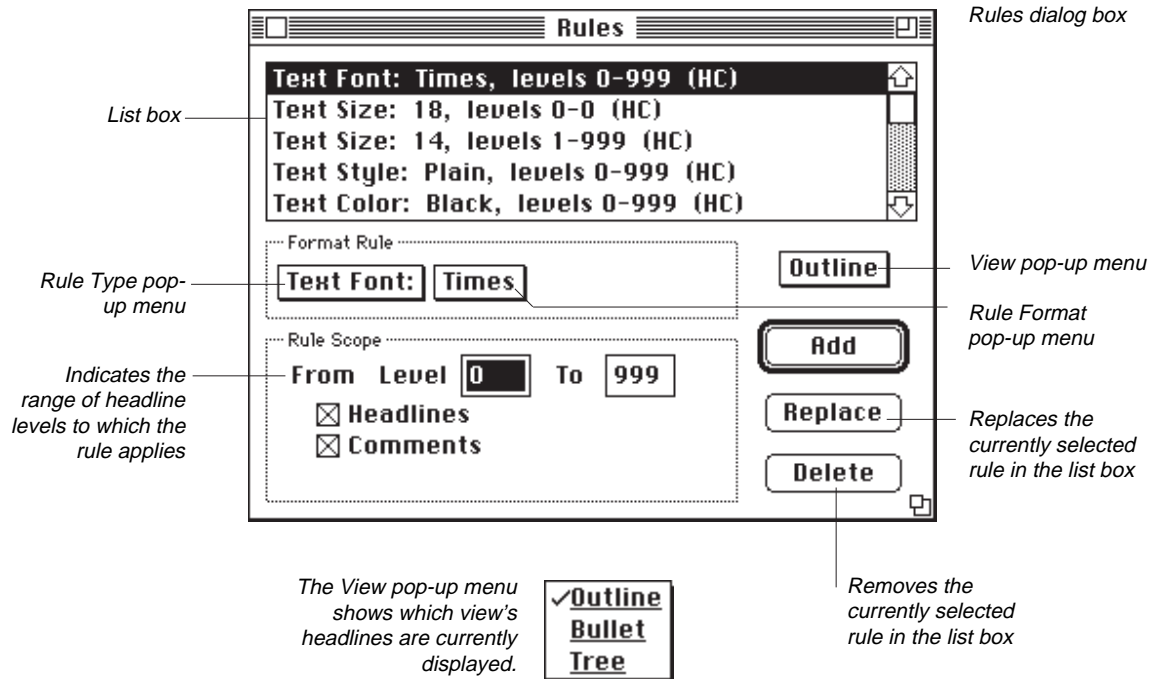 Rules dialog box
Rules
Text Font: Times, levels 0-999 (HC)
Text Size: 18, levels 0-0 (HC)
Text Size: 14, levels 1-999 (HC)
Text Style: Plain, levels 0-999 (HC)
Text Color: Black, levels 0-999 (HC)
List box
Format Rule
Text Font: Times
Outline
View pop-up menu
Rule Type pop-
up menu
Rule Format
pop-up menu
Rule Scope
From Level 0 To 999
Headlines
Comments
Add
Replace
Delete
Indicates the
range of headline
levels to which the
rule applies
Replaces the
currently selected
rule in the list box
The View pop-up menu
shows which view's
headlines are currently
displayed.
✓Outline
Bullet
Tree
Removes the
currently selected
rule in the list box